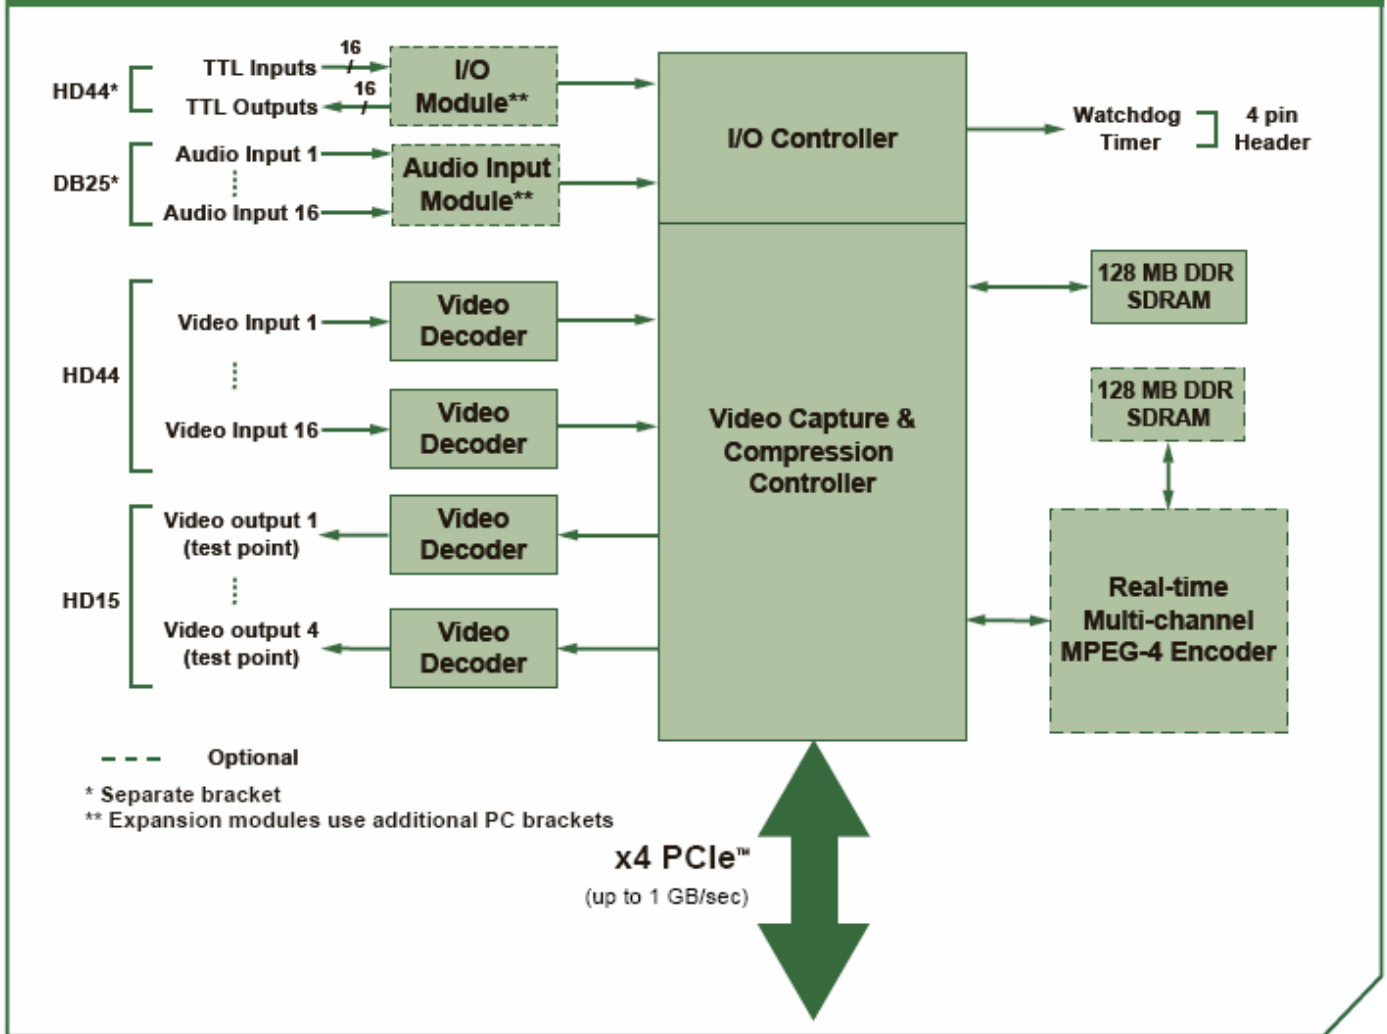 HD44*
TTL Inputs
16
TTL Outputs
16
I/O
Module**
DB25*
Audio Input 1
Audio Input 16
Audio Input
Module**
I/O Controller
Watchdog
Timer
4 pin
Header
HD44
Video Input 1
Video
Decoder
Video Input 16
Video
Decoder
HD15
Video output 1
(test point)
Video
Decoder
Video output 4
(test point)
Video
Decoder
Video Capture &
Compression
Controller
128 MB DDR
SDRAM
128 MB DDR
SDRAM
Real-time
Multi-channel
MPEG-4 Encoder
Optional
* Separate bracket
** Expansion modules use additional PC brackets
x4 PCIe™
(up to 1 GB/sec)